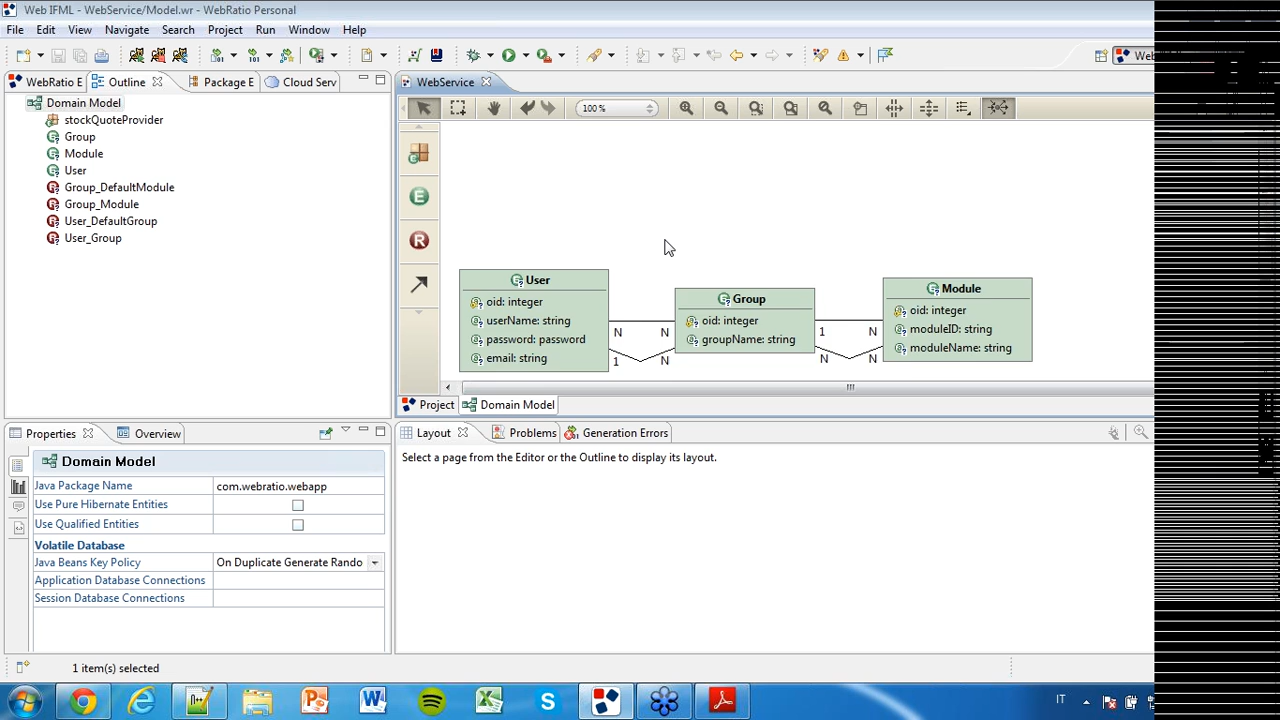 Web IFML - WebService/Model.wr - WebRatio Personal
File Edit View Navigate Search Project Run Window Help
WebRatio E Outline Package E Cloud Serv
WebService
100 %
Domain Model
stockQuoteProvider
Group
Module
User
Group_DefaultModule
Group_Module
User_DefaultGroup
User_Group
E
R
User
oid: integer
userName: string
password: password
email: string
N N
1 N
Group
oid: integer
groupName: string
1 N
N N
Module
oid: integer
moduleID: string
moduleName: string
Project Domain Model
Properties Overview
Domain Model
Java Package Name com.webratio.webapp
Use Pure Hibernate Entities
Use Qualified Entities
Volatile Database
Java Beans Key Policy On Duplicate Generate Rando
Application Database Connections
Session Database Connections
Layout Problems Generation Errors
Select a page from the Editor or the Outline to display its layout.
1 item(s) selected
IT